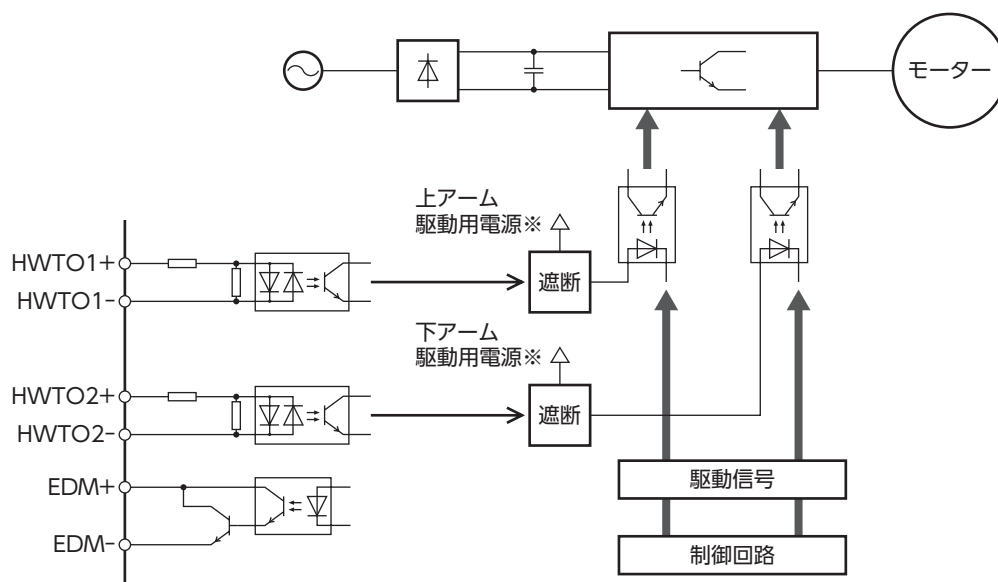 モーター
上アーム
駆動用電源※
HWTO1+
HWTO1-
遮断
下アーム
駆動用電源※
HWTO2+
HWTO2-
遮断
EDM+
EDM-
駆動信号
制御回路